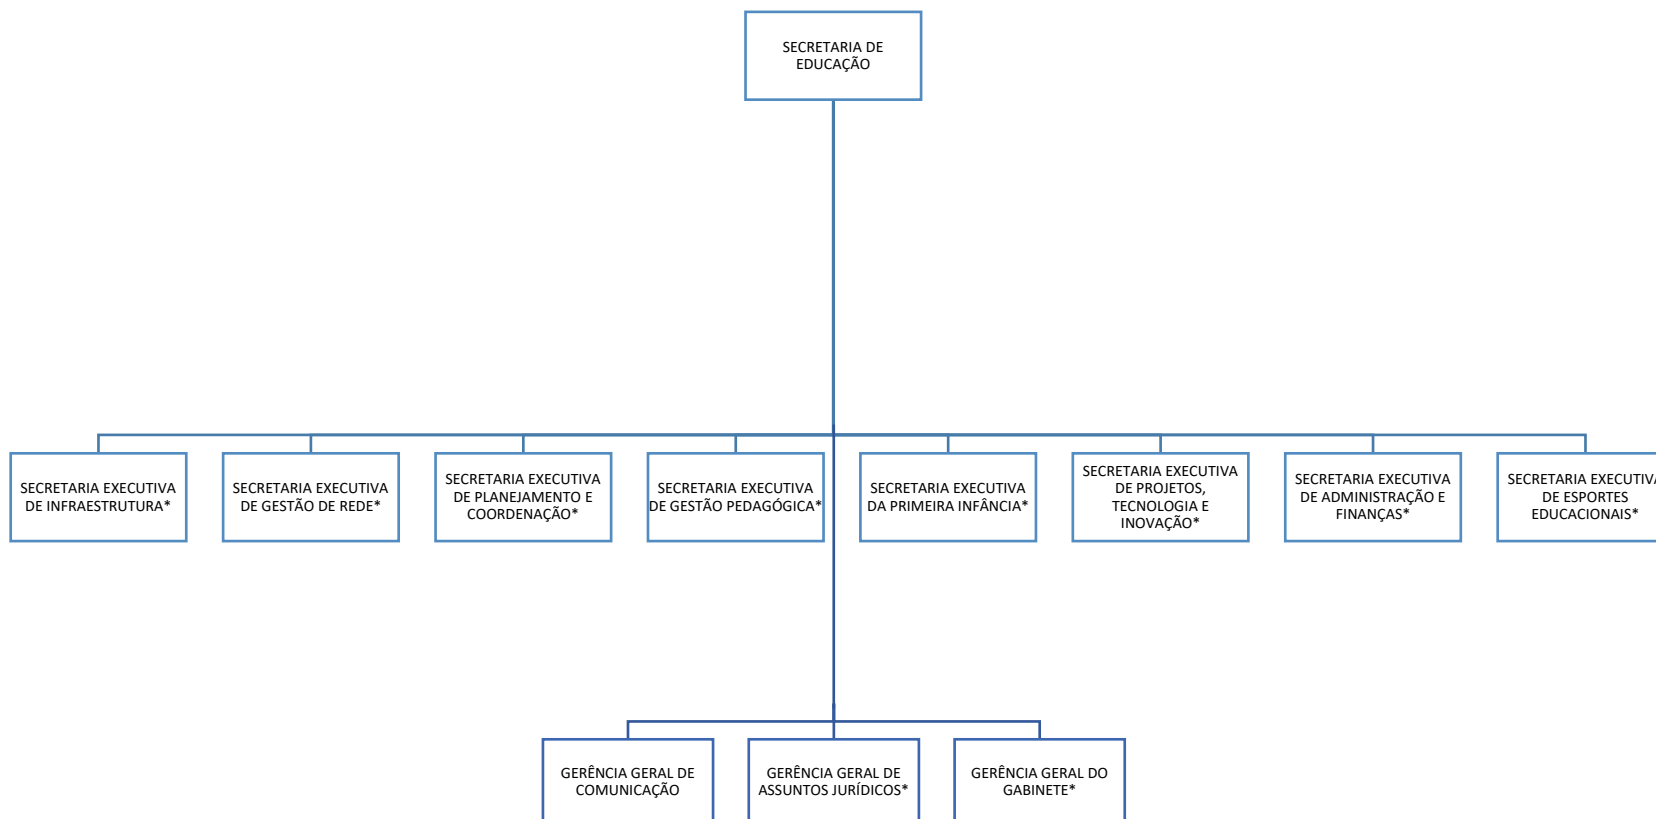 SECRETARIA DE
EDUCAÇÃO
SECRETARIA EXECUTIVA
DE INFRAESTRUTURA*
SECRETARIA EXECUTIVA
DE GESTÃO DE REDE*
SECRETARIA EXECUTIVA
DE PLANEJAMENTO E
COORDENAÇÃO*
SECRETARIA EXECUTIVA
DE GESTÃO PEDAGÓGICA*
SECRETARIA EXECUTIVA
DA PRIMEIRA INFÂNCIA*
SECRETARIA EXECUTIVA
DE PROJETOS,
TECNOLOGIA E
INOVAÇÃO*
SECRETARIA EXECUTIVA
DE ADMINISTRAÇÃO E
FINANÇAS*
SECRETARIA EXECUTIVA
DE ESPORTES
EDUCACIONAIS*
GERÊNCIA GERAL DE
COMUNICAÇÃO
GERÊNCIA GERAL DE
ASSUNTOS JURÍDICOS*
GERÊNCIA GERAL DO
GABINETE*